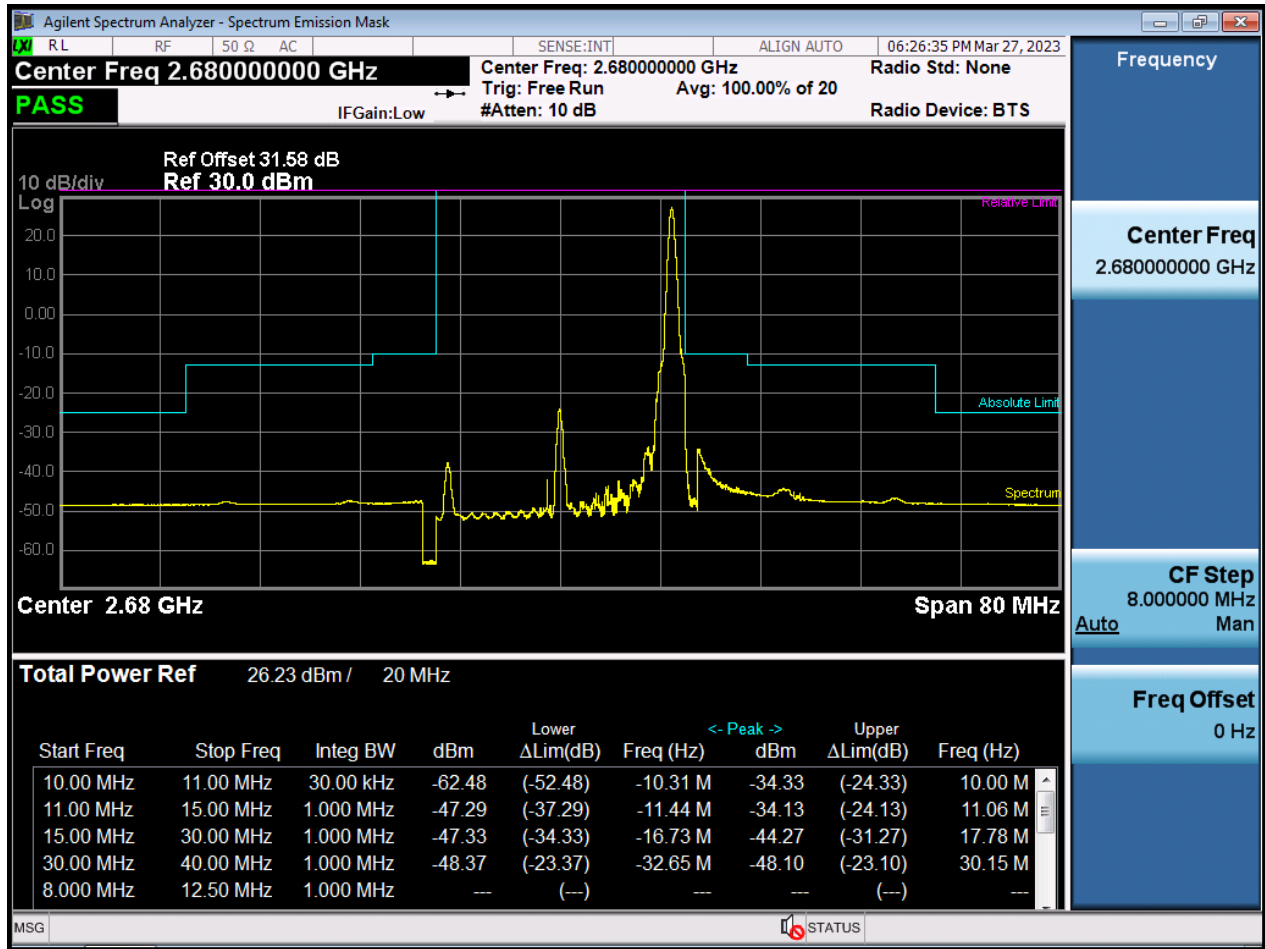 Agilent Spectrum Analyzer - Spectrum Emission Mask
LXI RL RF 50 Ω AC SENSE:INT ALIGN AUTO 06:26:35 PM Mar 27, 2023
Center Freq 2.680000000 GHz
Center Freq: 2.680000000 GHz Radio Std: None
Trig: Free Run Avg: 100.00% of 20
PASS IFGain:Low #Atten: 10 dB Radio Device: BTS
Frequency
Ref Offset 31.58 dB
10 dB/div Ref 30.0 dBm
Log
Relative Limit
20.0
10.0
0.00
-10.0
-20.0
Absolute Limit
-30.0
-40.0
Spectrum
-50.0
-60.0
Center 2.68 GHz Span 80 MHz
Center Freq
2.680000000 GHz
CF Step
8.000000 MHz
Auto Man
Freq Offset
0 Hz
Total Power Ref 26.23 dBm / 20 MHz
Lower <- Peak -> Upper
Start Freq Stop Freq Integ BW dBm ΔLim(dB) Freq (Hz) dBm ΔLim(dB) Freq (Hz)
10.00 MHz 11.00 MHz 30.00 kHz -62.48 (-52.48) -10.31 M -34.33 (-24.33) 10.00 M
11.00 MHz 15.00 MHz 1.000 MHz -47.29 (-37.29) -11.44 M -34.13 (-24.13) 11.06 M
15.00 MHz 30.00 MHz 1.000 MHz -47.33 (-34.33) -16.73 M -44.27 (-31.27) 17.78 M
30.00 MHz 40.00 MHz 1.000 MHz -48.37 (-23.37) -32.65 M -48.10 (-23.10) 30.15 M
8.000 MHz 12.50 MHz 1.000 MHz --- (---) --- --- (---) ---
MSG STATUS